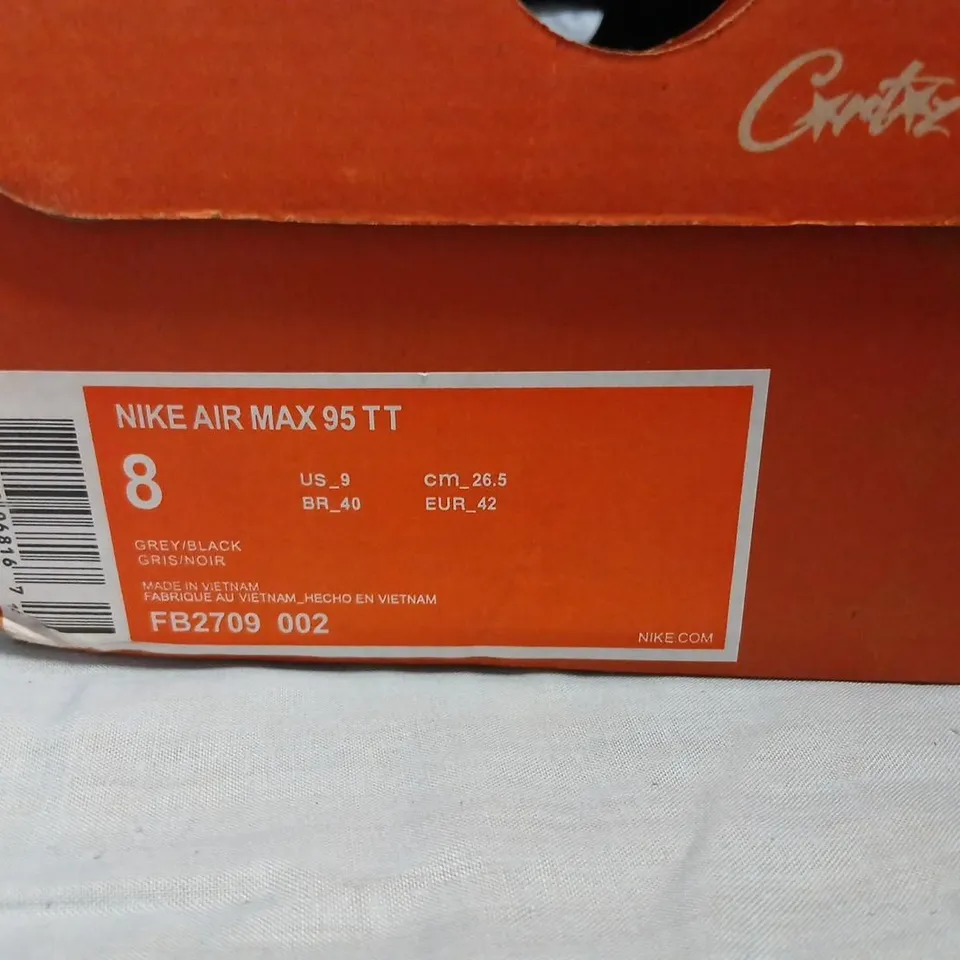 NIKE AIR MAX 95 TT
8
US_9 cm_26.5
BR_40 EUR_42
GREY/BLACK
GRIS/NOIR
MADE IN VIETNAM
FABRIQUE AU VIETNAM_HECHO EN VIETNAM
FB2709 002
NIKE.COM